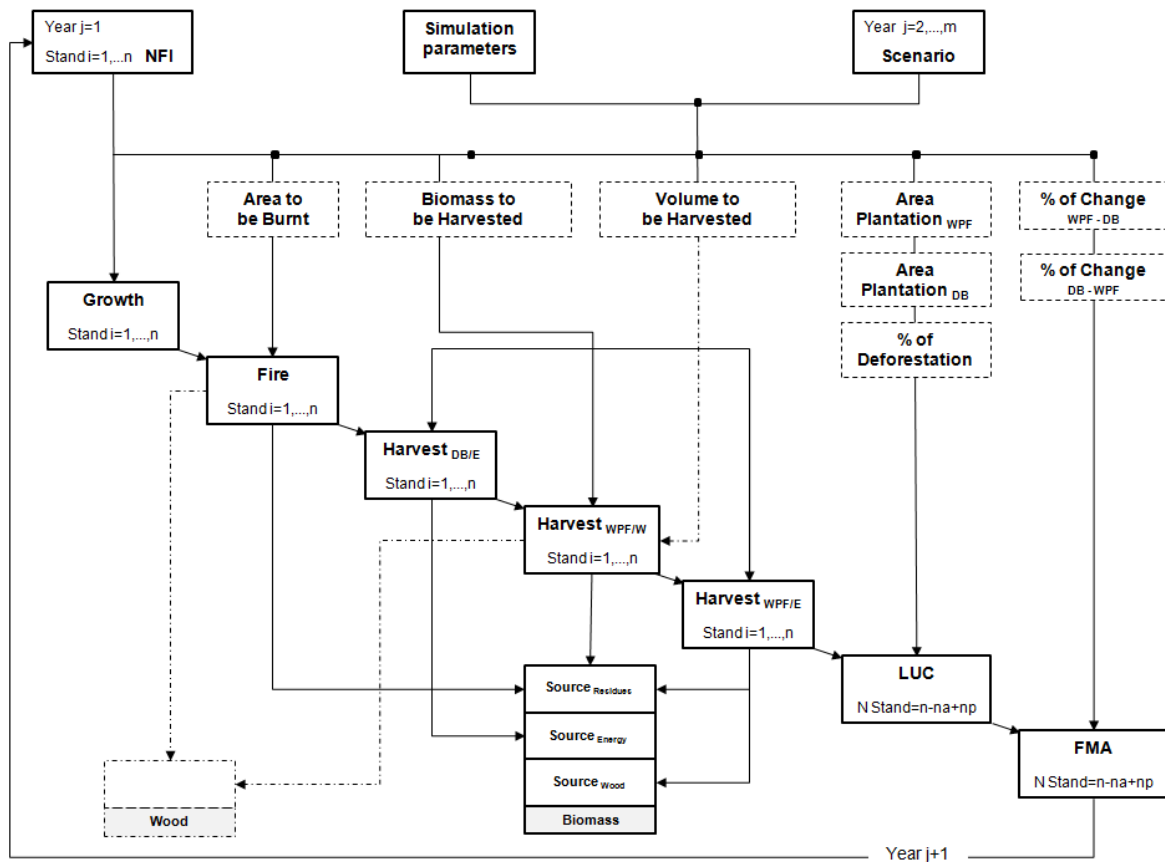 Year j=1
Stand i=1,...n NFI
Simulation
parameters
Year j=2,...,m
Scenario
Area to
be Burnt
Biomass to
be Harvested
Volume to
be Harvested
Area
Plantation WPF
% of Change
WPF - DB
Area
Plantation DB
% of Change
DB - WPF
% of
Deforestation
Growth
Stand i=1,...,n
Fire
Stand i=1,...,n
Harvest DB/E
Stand i=1,...,n
Harvest WPF/W
Stand i=1,...,n
Harvest WPF/E
Stand i=1,...,n
LUC
N Stand=n-na+np
FMA
N Stand=n-na+np
Source Residues
Source Energy
Source Wood
Biomass
Wood
Year j+1